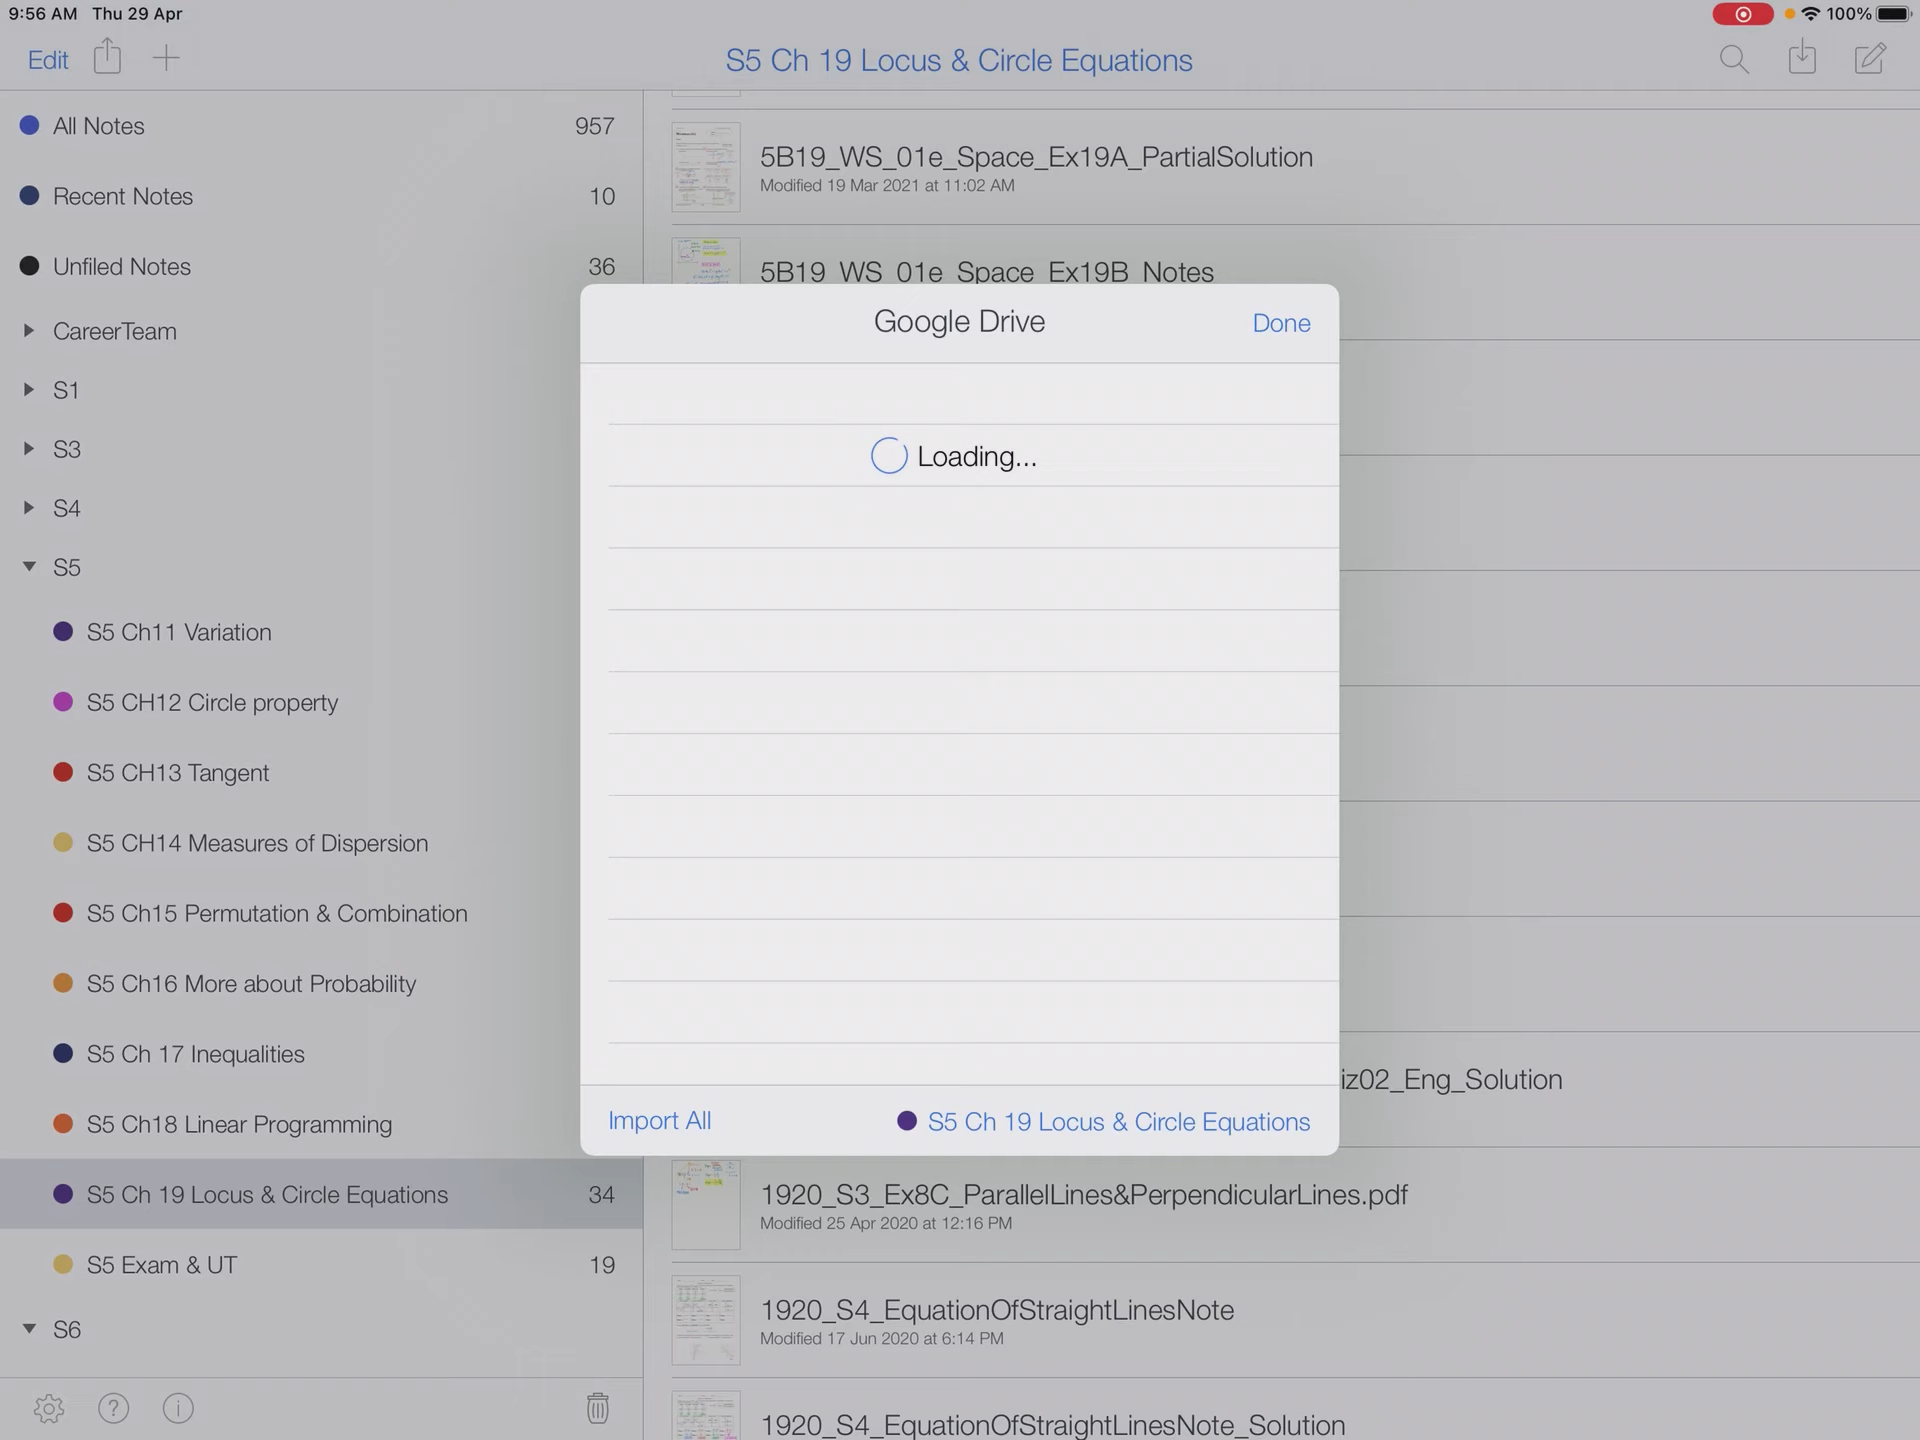 9:56 AM Thu 29 Apr
100%
Edit
S5 Ch 19 Locus & Circle Equations
All Notes 957
Recent Notes 10
Unfiled Notes 36
CareerTeam
S1
S3
S4
S5
S5 Ch11 Variation
S5 CH12 Circle property
S5 CH13 Tangent
S5 CH14 Measures of Dispersion
S5 Ch15 Permutation & Combination
S5 Ch16 More about Probability
S5 Ch 17 Inequalities
S5 Ch18 Linear Programming
S5 Ch 19 Locus & Circle Equations 34
S5 Exam & UT 19
S6
5B19_WS_01e_Space_Ex19A_PartialSolution
Modified 19 Mar 2021 at 11:02 AM
5B19_WS_01e_Space_Ex19B_Notes
Google Drive
Done
Loading...
Import All
S5 Ch 19 Locus & Circle Equations
iz02_Eng_Solution
1920_S3_Ex8C_ParallelLines&PerpendicularLines.pdf
Modified 25 Apr 2020 at 12:16 PM
1920_S4_EquationOfStraightLinesNote
Modified 17 Jun 2020 at 6:14 PM
1920_S4_EquationOfStraightLinesNote_Solution